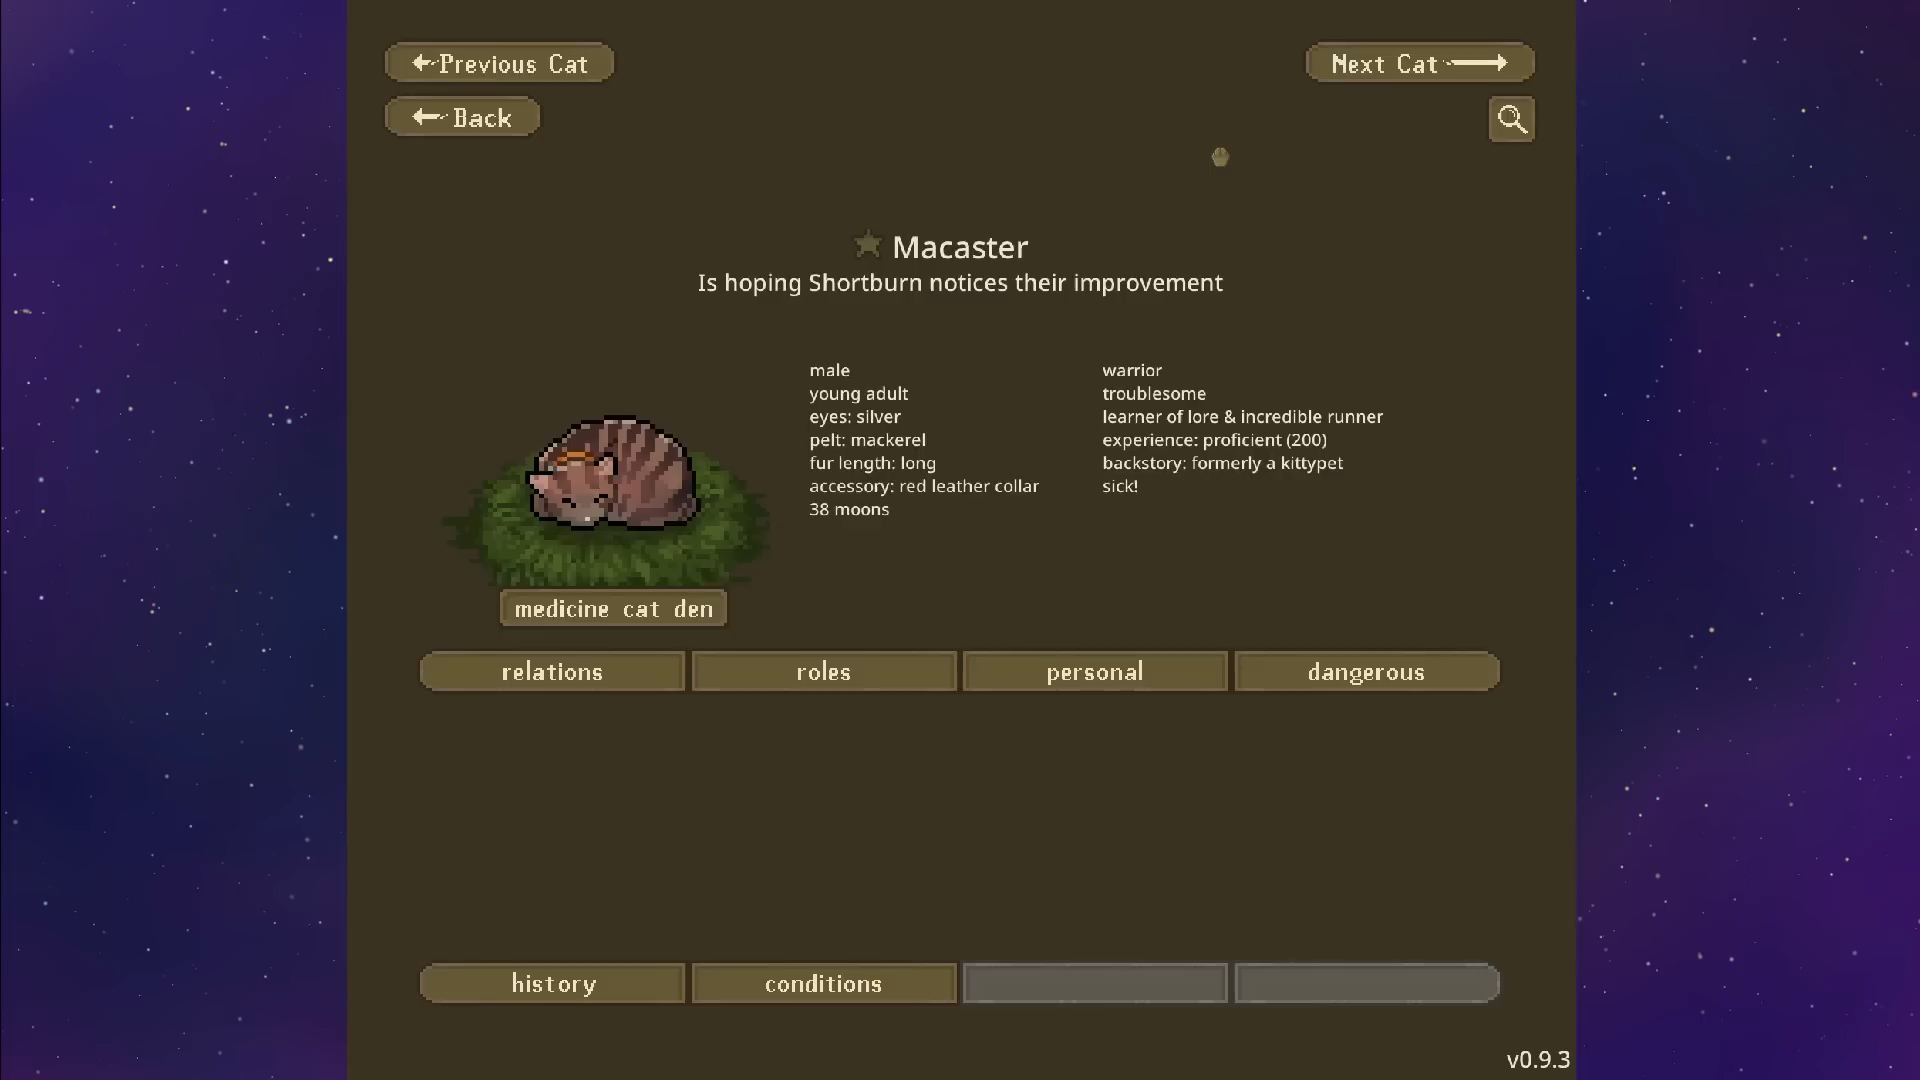 Previous Cat
Next Cat
Back
Macaster
Is hoping Shortburn notices their improvement
male
young adult
eyes: silver
pelt: mackerel
fur length: long
accessory: red leather collar
38 moons
warrior
troublesome
learner of lore & incredible runner
experience: proficient (200)
backstory: formerly a kittypet
sick!
medicine cat den
relations
roles
personal
dangerous
history
conditions
v0.9.3